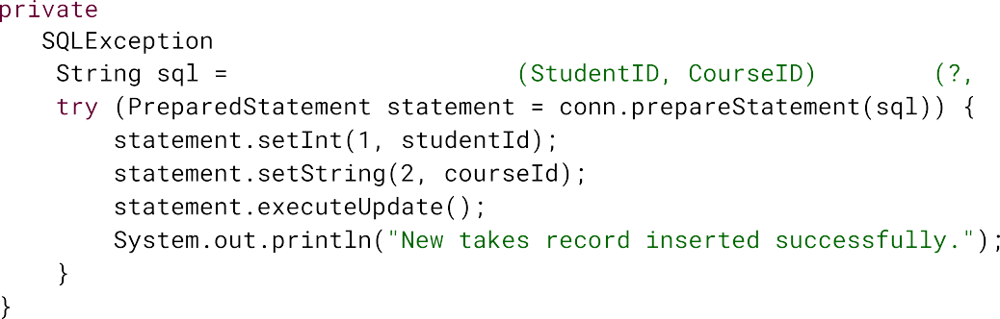 private
SQLException
String sql = (StudentID, CourseID) (?,
try (PreparedStatement statement = conn.prepareStatement(sql)) {
statement.setInt(1, studentId);
statement.setString(2, courseId);
statement.executeUpdate();
System.out.println("New takes record inserted successfully.");
}
}